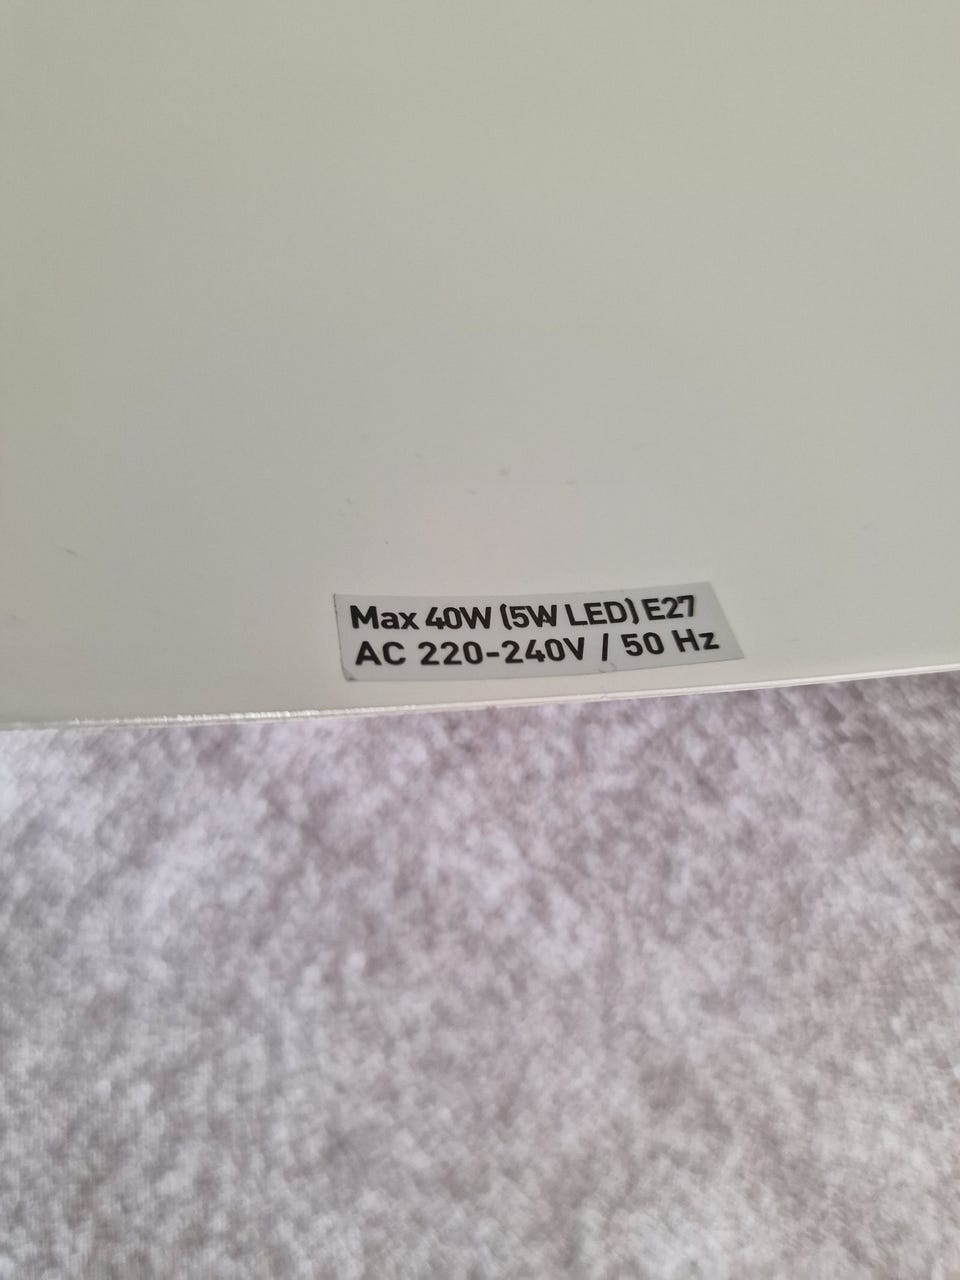 Max 40W (5W LED) E27
AC 220-240V / 50 Hz